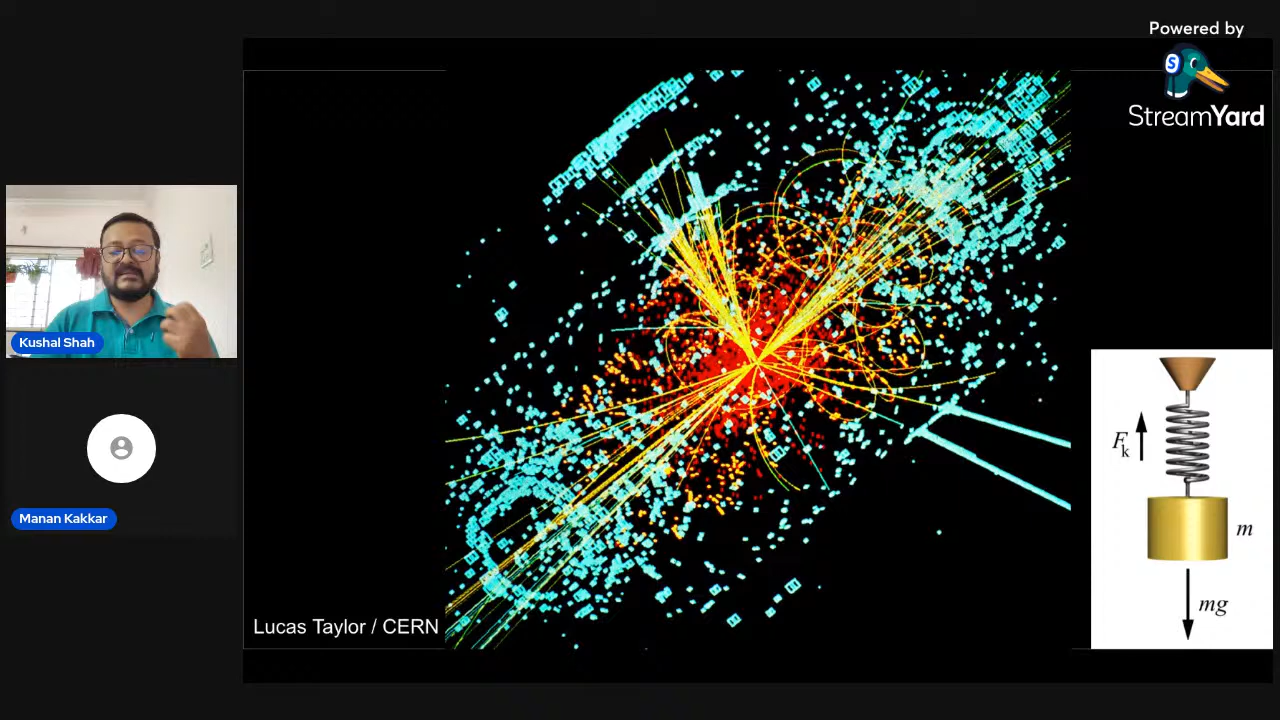 Powered by
S
StreamYard
Kushal Shah
Manan Kakkar
Lucas Taylor / CERN
Fk
m
mg